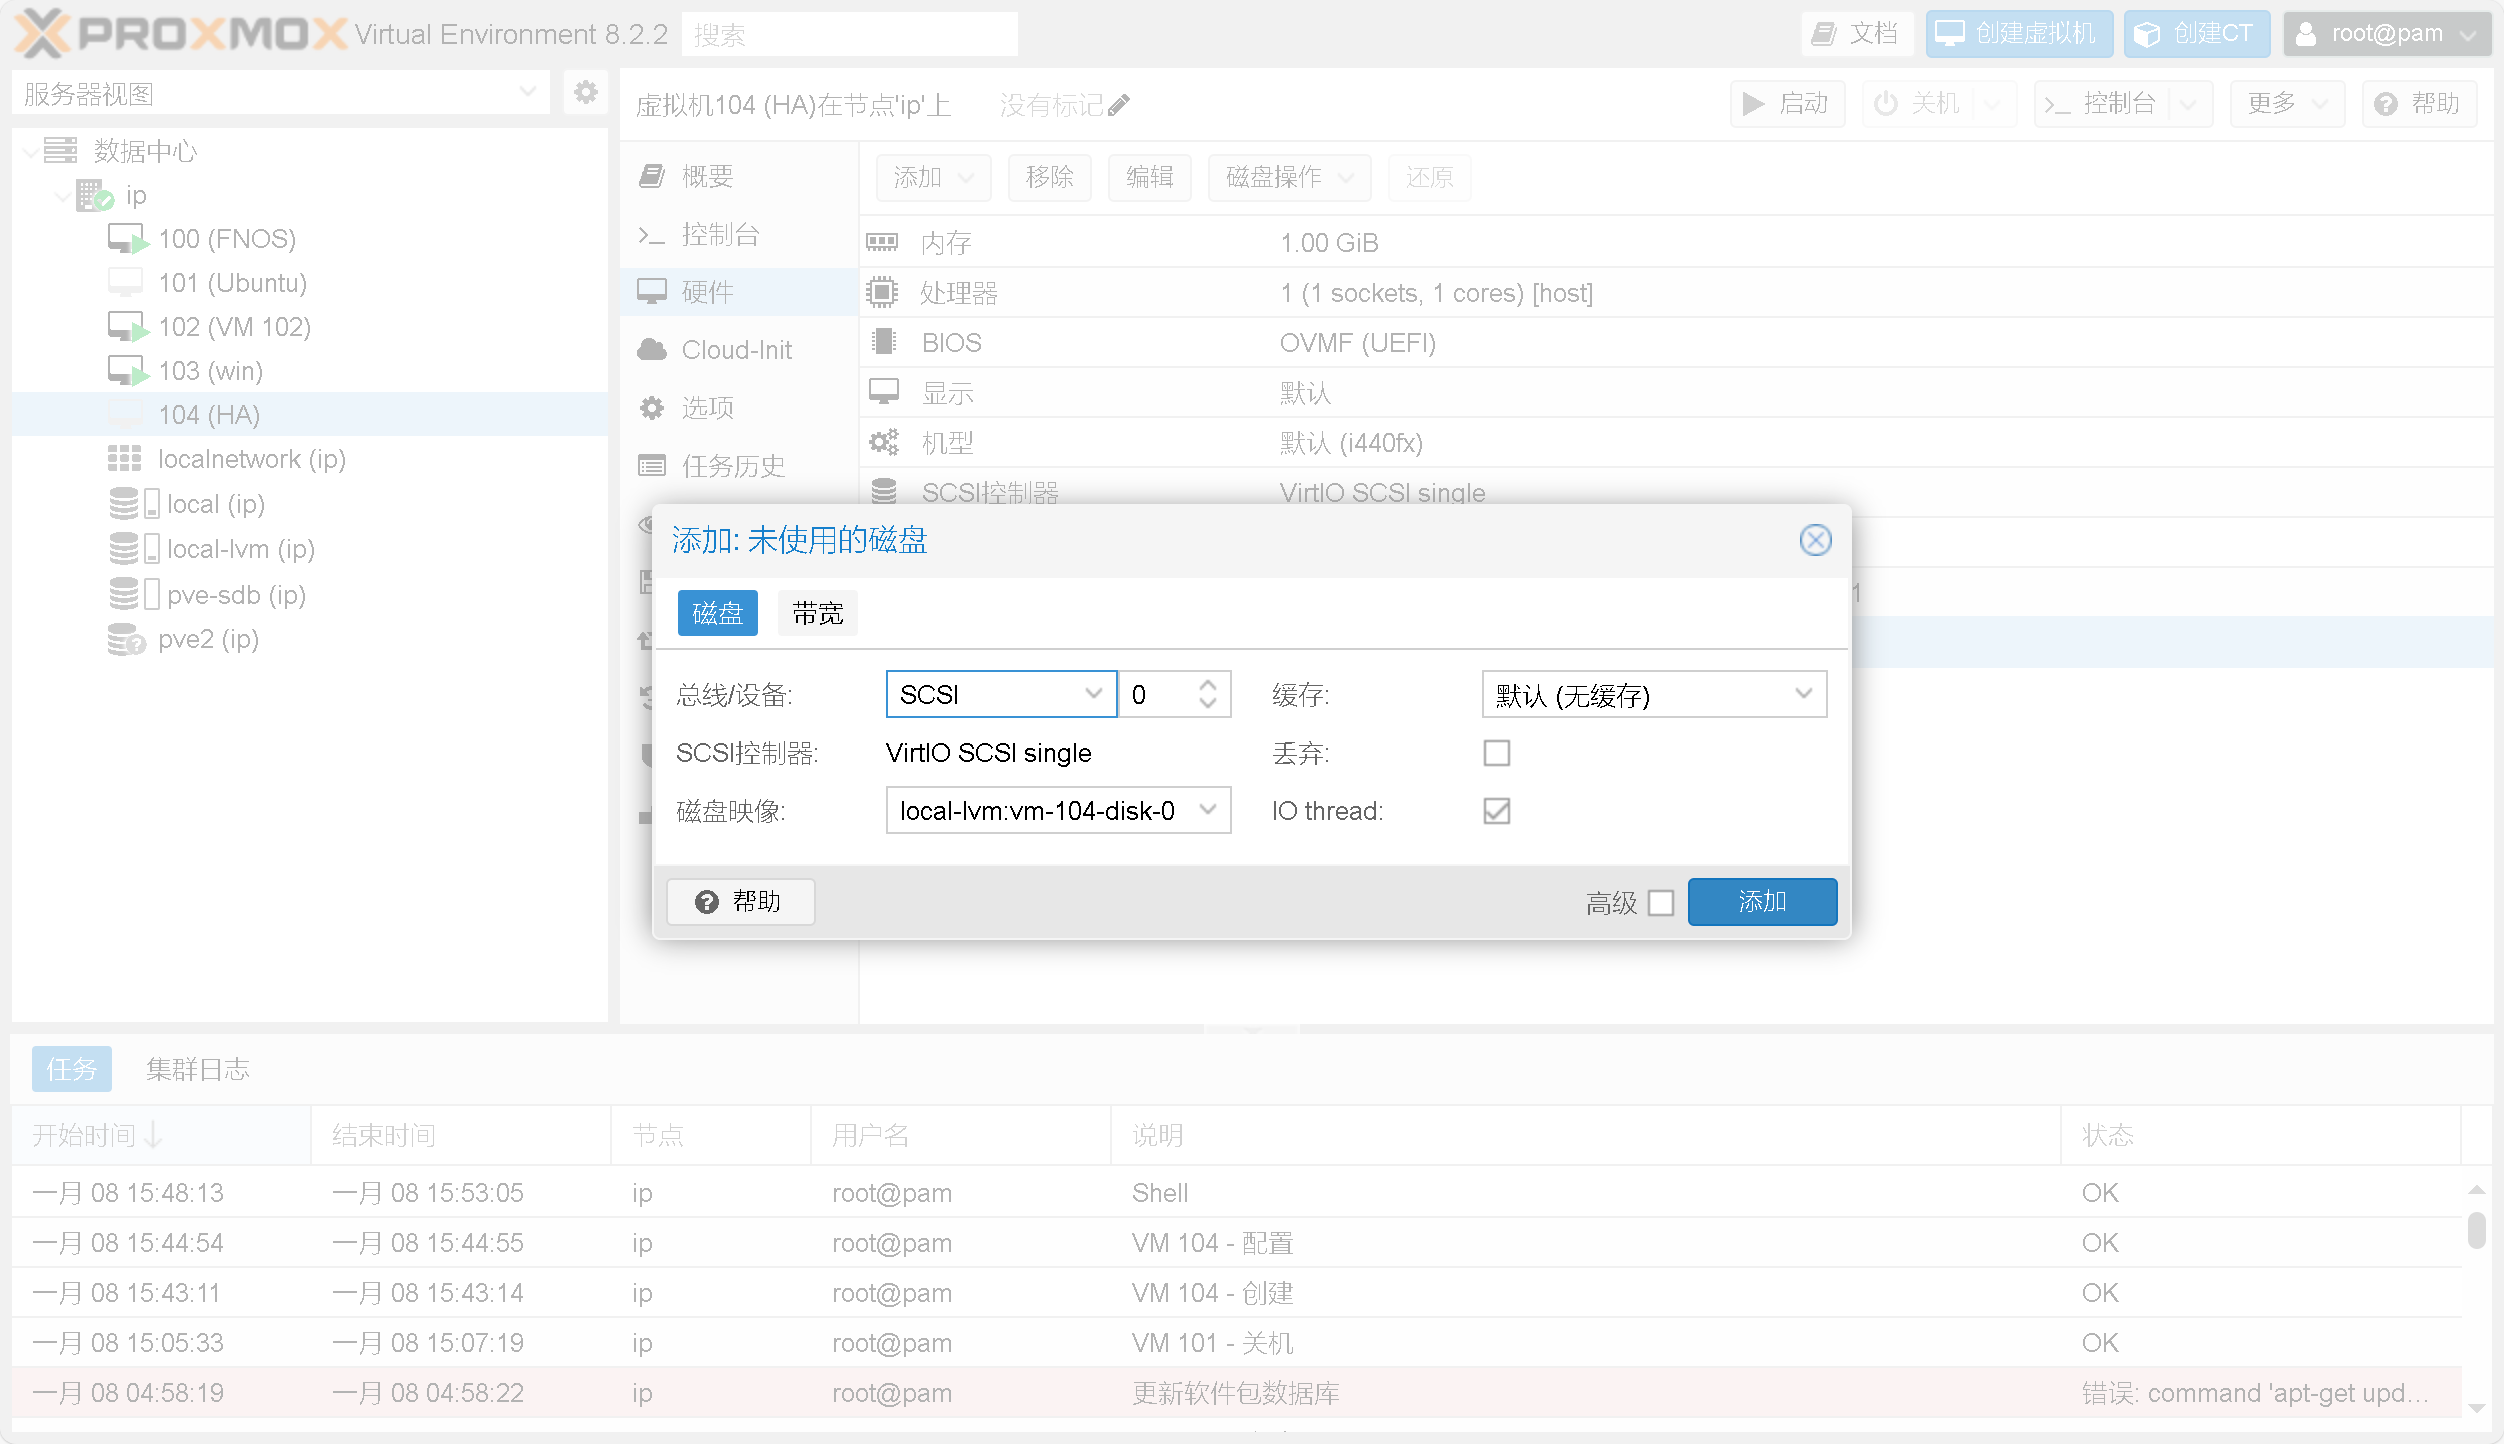 PROXMOX Virtual Environment 8.2.2 搜索 文档 创建虚拟机 创建CT root@pam
服务器视图
虚拟机104 (HA)在节点'ip'上 没有标记 启动 关机 控制台 更多 帮助
数据中心
ip
100 (FNOS)
101 (Ubuntu)
102 (VM 102)
103 (win)
104 (HA)
localnetwork (ip)
local (ip)
local-lvm (ip)
pve-sdb (ip)
pve2 (ip)
概要
控制台
硬件
Cloud-Init
选项
任务历史
添加 移除 编辑 磁盘操作 还原
内存 1.00 GiB
处理器 1 (1 sockets, 1 cores) [host]
BIOS OVMF (UEFI)
显示 默认
机型 默认 (i440fx)
SCSI控制器 VirtIO SCSI single
1
添加: 未使用的磁盘
磁盘 带宽
总线/设备: SCSI 0 缓存: 默认 (无缓存)
SCSI控制器: VirtIO SCSI single 丢弃:
磁盘映像: local-lvm:vm-104-disk-0 IO thread:
帮助 高级 添加
任务 集群日志
开始时间 结束时间 节点 用户名 说明 状态
一月 08 15:48:13 一月 08 15:53:05 ip root@pam Shell OK
一月 08 15:44:54 一月 08 15:44:55 ip root@pam VM 104 - 配置 OK
一月 08 15:43:11 一月 08 15:43:14 ip root@pam VM 104 - 创建 OK
一月 08 15:05:33 一月 08 15:07:19 ip root@pam VM 101 - 关机 OK
一月 08 04:58:19 一月 08 04:58:22 ip root@pam 更新软件包数据库 错误: command 'apt-get upd...